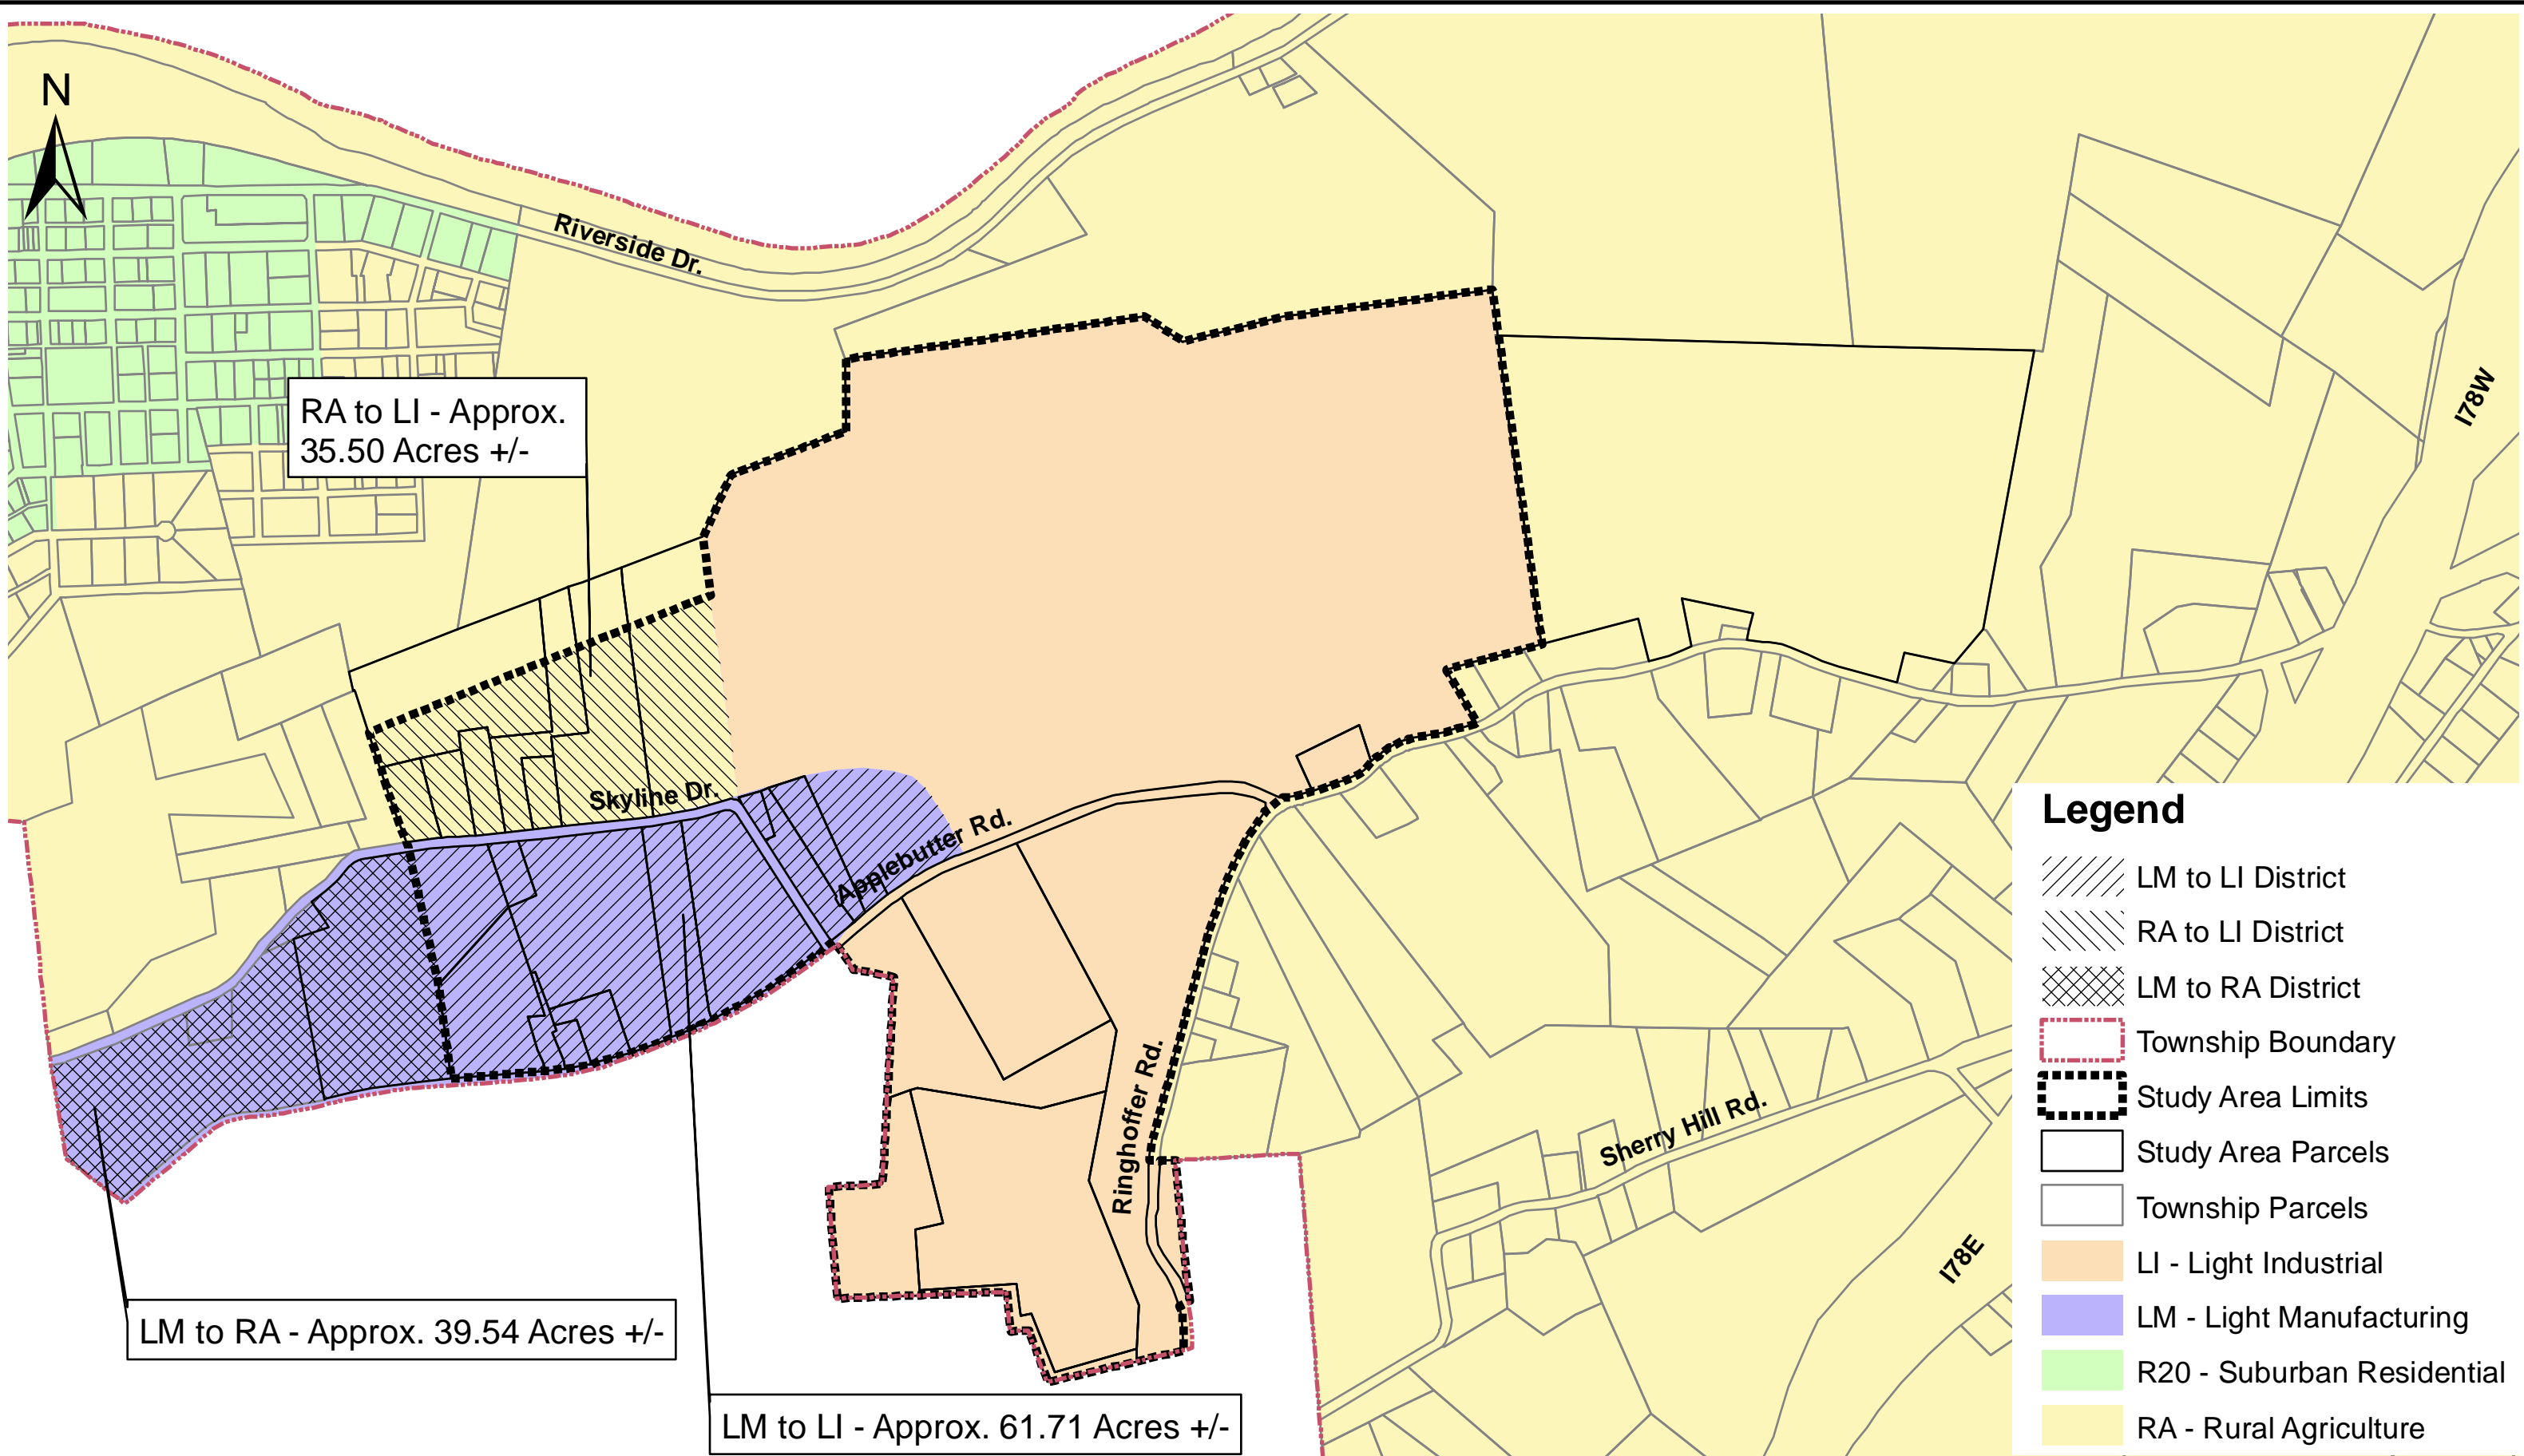 N
Riverside Dr.
I78W
RA to LI - Approx.
35.50 Acres +/-
Skyline Dr.
Applebutter Rd.
Ringhoffer Rd.
Sherry Hill Rd.
I78E
LM to RA - Approx. 39.54 Acres +/-
LM to LI - Approx. 61.71 Acres +/-
Legend
LM to LI District
RA to LI District
LM to RA District
Township Boundary
Study Area Limits
Study Area Parcels
Township Parcels
LI - Light Industrial
LM - Light Manufacturing
R20 - Suburban Residential
RA - Rural Agriculture